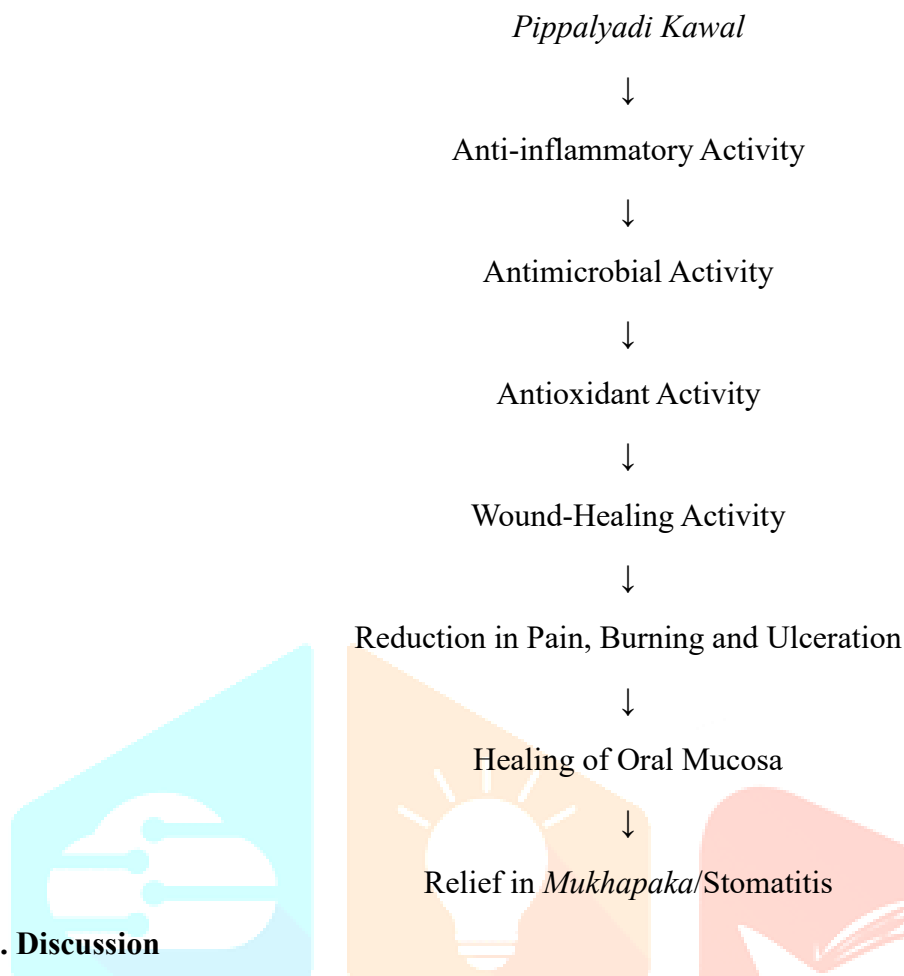 Pippalyadi Kawal
↓
Anti-inflammatory Activity
↓
Antimicrobial Activity
↓
Antioxidant Activity
↓
Wound-Healing Activity
↓
Reduction in Pain, Burning and Ulceration
↓
Healing of Oral Mucosa
↓
Relief in Mukhapaka/Stomatitis
. Discussion